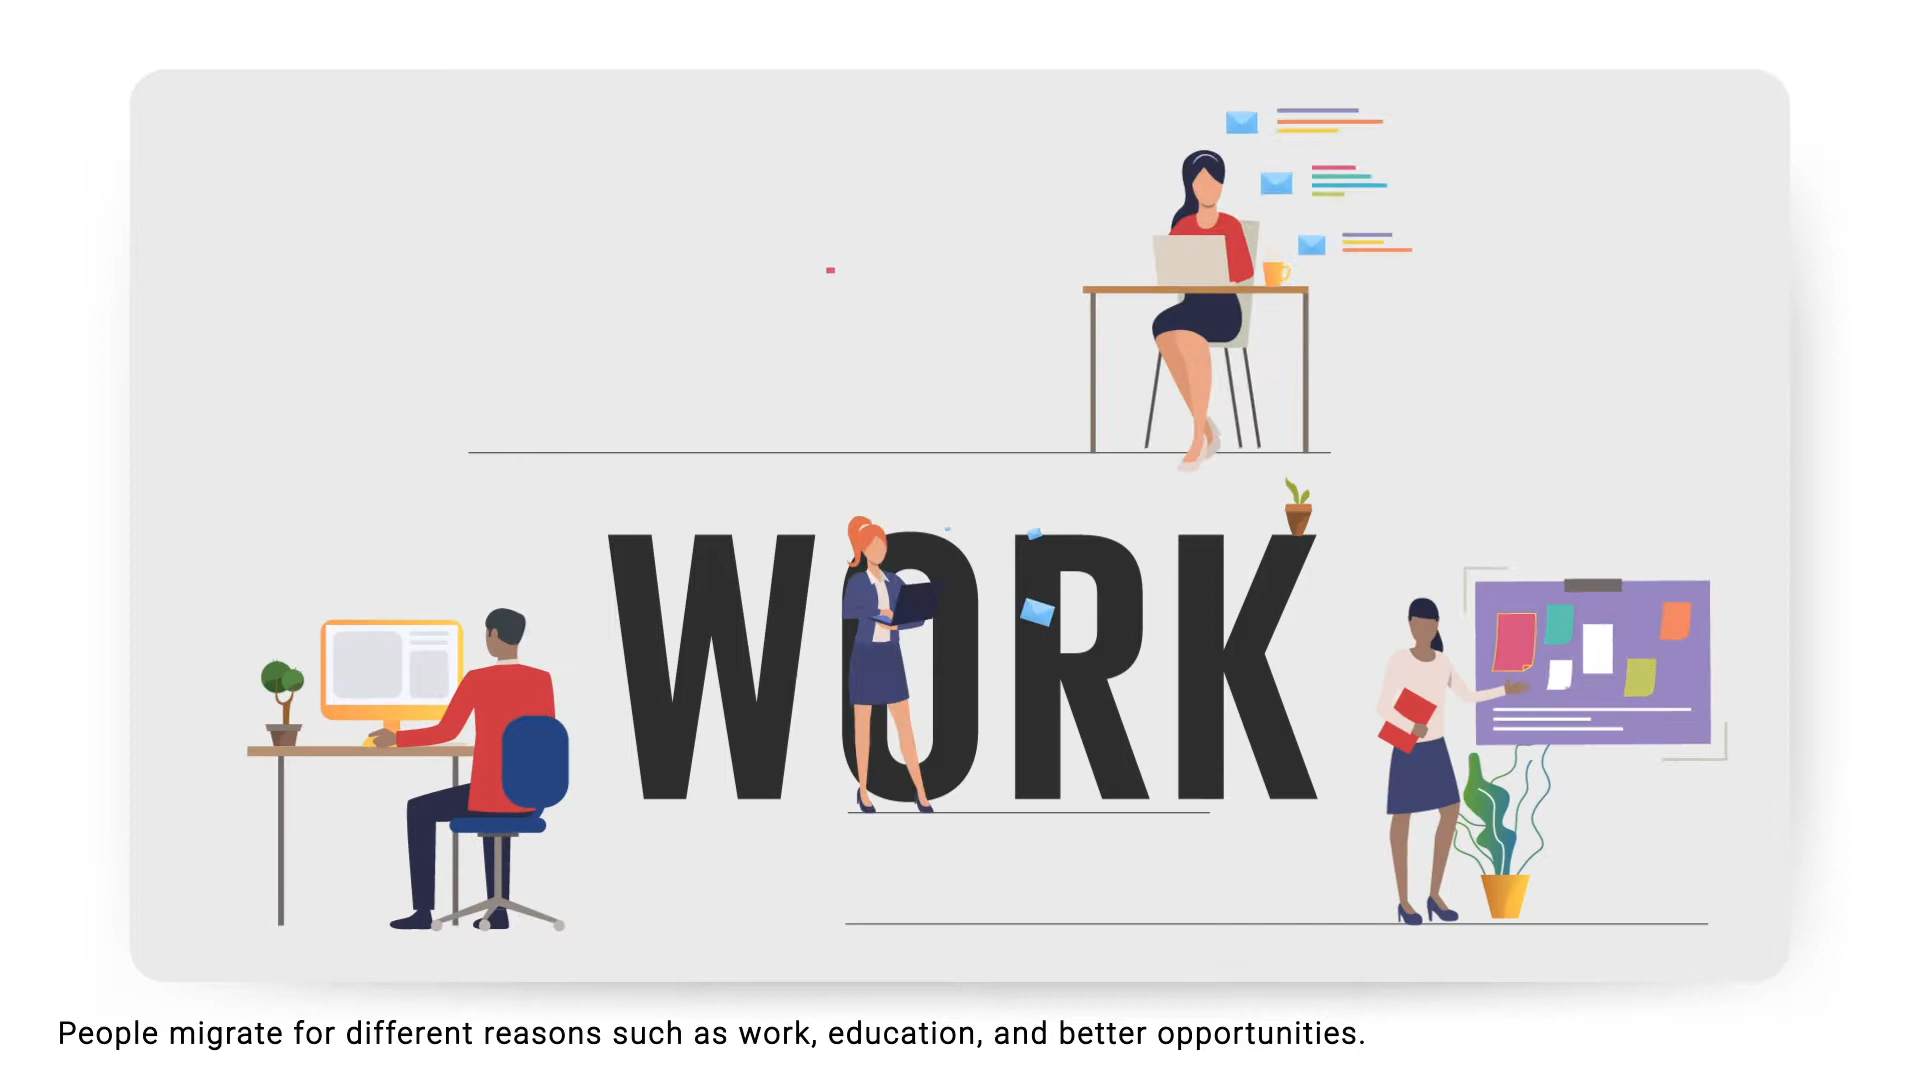 WORK
People migrate for different reasons such as work, education, and better opportunities.